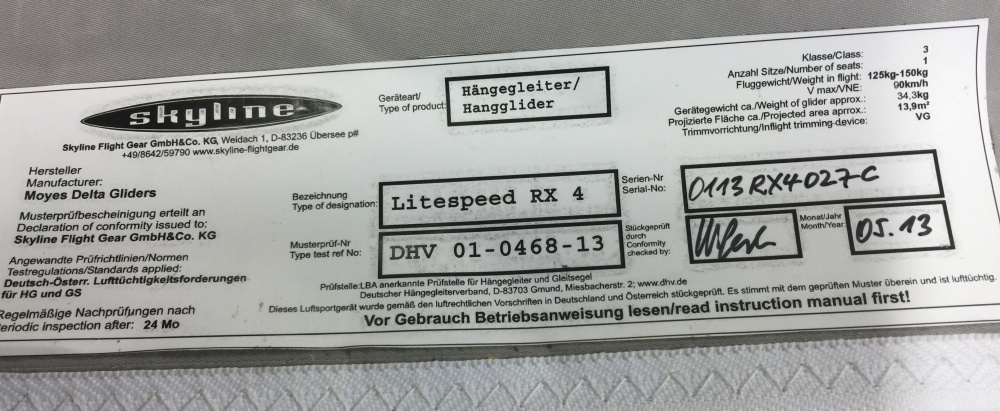 skyline
Skyline Flight Gear GmbH&Co. KG, Weidach 1, D-83236 Übersee p#
+49/8642/59790 www.skyline-flightgear.de
Geräteart/
Type of product:
Hängegleiter/
Hangglider
Klasse/Class: 3
Anzahl Sitze/Number of seats: 1
Fluggewicht/Weight in flight: 125kg-150kg
V max/VNE: 90km/h
Gerätegewicht ca./Weight of glider approx.: 34,3kg
Projizierte Fläche ca./Projected area approx.: 13,9m²
Trimmvorrichtung/Inflight trimming-device: VG
Hersteller
Manufacturer:
Moyes Delta Gliders
Musterprüfbescheinigung erteilt an
Declaration of conformity issued to:
Skyline Flight Gear GmbH&Co. KG
Angewandte Prüfrichtlinien/Normen
Testregulations/Standards applied:
Deutsch-Österr. Lufttüchtigkeitsforderungen
für HG und GS
Regelmäßige Nachprüfungen nach
Periodic inspection after: 24 Mo
Bezeichnung
Type of designation:
Litespeed RX 4
Serien-Nr
Serial-No:
0113RX4027C
Musterprüf-Nr
Type test ref No:
DHV 01-0468-13
Stückgeprüft
durch
Conformity
checked by:
Monat/Jahr
Month/Year:
05.13
Prüfstelle:LBA anerkannte Prüfstelle für Hängegleiter und Gleitsegel
Deutscher Hängegleiterverband, D-83703 Gmund, Miesbacherstr. 2; www.dhv.de
Dieses Luftsportgerät wurde gemäß den luftrechtlichen Vorschriften in Deutschland und Österreich stückgeprüft. Es stimmt mit dem geprüften Muster überein und ist lufttüchtig.
Vor Gebrauch Betriebsanweisung lesen/read instruction manual first!